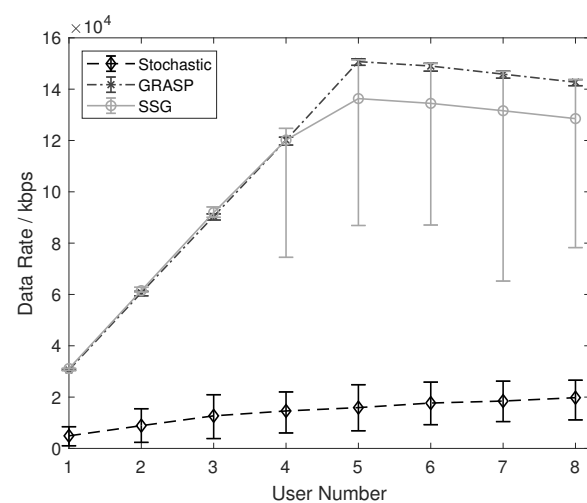 ×10⁴
16
14
12
10
8
6
4
2
0
Data Rate / kbps
Stochastic
GRASP
SSG
1 2 3 4 5 6 7 8
User Number